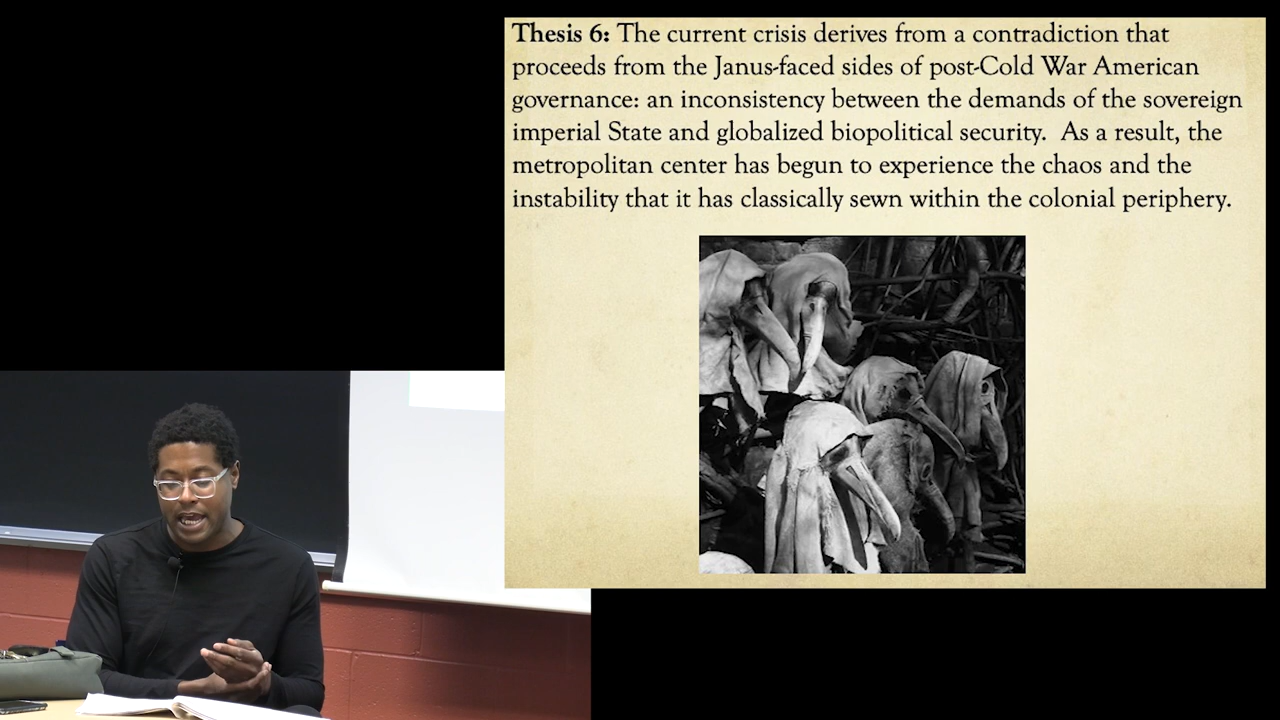 Thesis 6: The current crisis derives from a contradiction that
proceeds from the Janus-faced sides of post-Cold War American
governance: an inconsistency between the demands of the sovereign
imperial State and globalized biopolitical security.  As a result, the
metropolitan center has begun to experience the chaos and the
instability that it has classically sewn within the colonial periphery.